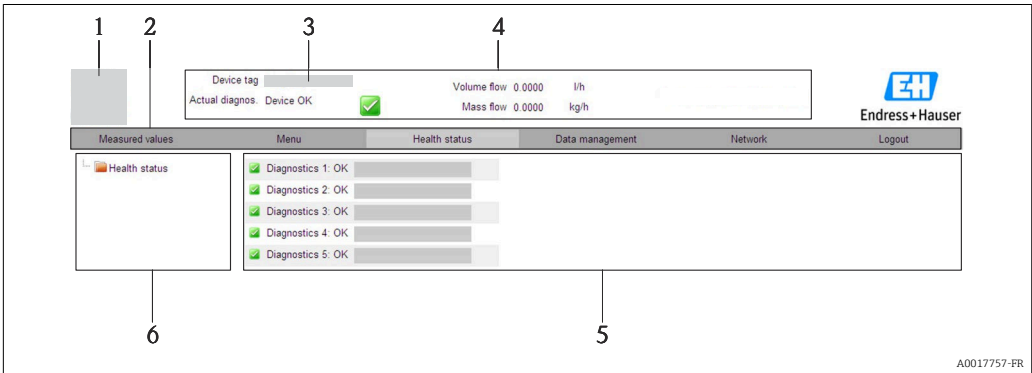 1 2 3 4
Device tag
Volume flow 0.0000 l/h
Actual diagnos. Device OK
Mass flow 0.0000 kg/h
EH
Endress+Hauser
Measured values Menu Health status Data management Network Logout
Health status
Diagnostics 1: OK
Diagnostics 2: OK
Diagnostics 3: OK
Diagnostics 4: OK
Diagnostics 5: OK
6 5
A0017757-FR